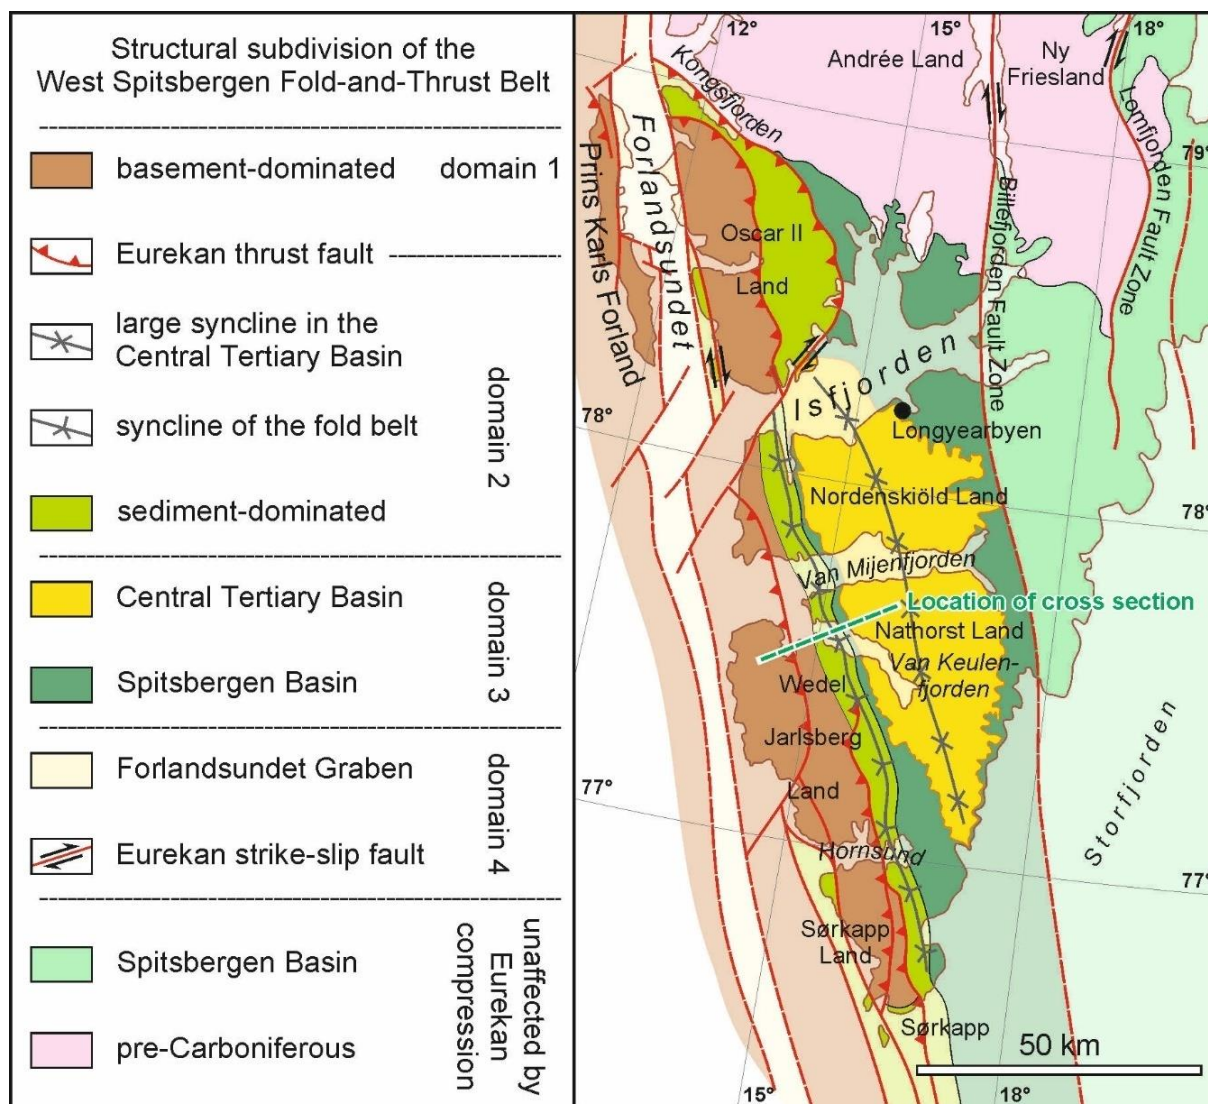 Structural subdivision of the
West Spitsbergen Fold-and-Thrust Belt
basement-dominated
domain 1
Eurekan thrust fault
large syncline in the
Central Tertiary Basin
syncline of the fold belt
sediment-dominated
domain 2
Central Tertiary Basin
Spitsbergen Basin
domain 3
Forlandsundet Graben
Eurekan strike-slip fault
domain 4
Spitsbergen Basin
pre-Carboniferous
unaffected by
Eurekan
compression
12°
15°
18°
Kongsfjorden
Andrée Land
Ny
Friesland
Lomfjorden Fault Zone
79°
Forlandsundet
Prins Karls Forland
Oscar II
Land
Billefjorden Fault Zone
Isfjorden
78°
Longyearbyen
Nordenskiöld Land
78°
Van Mijenfjorden
Location of cross section
Nathorst Land
Van Keulen-
fjorden
Wedel
Jarlsberg
Land
77°
Storfjorden
Hornsund
77°
Sørkapp
Land
Sørkapp
50 km
15°
18°